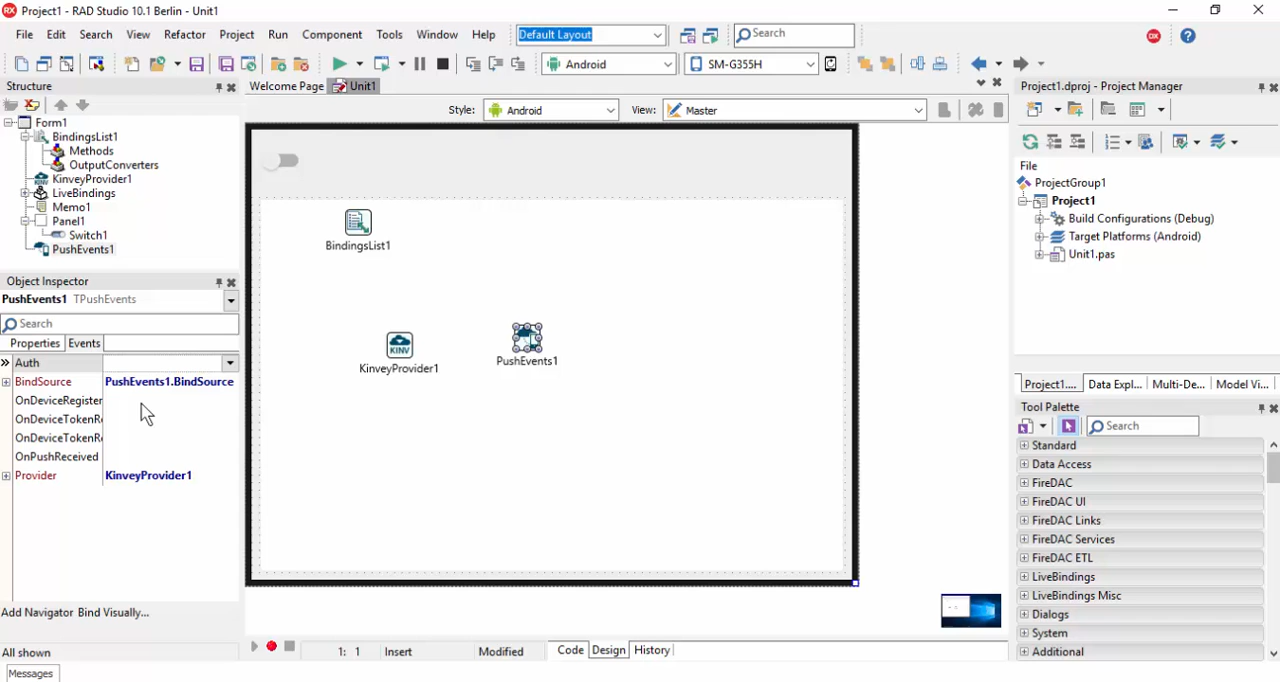 RX Project1 - RAD Studio 10.1 Berlin - Unit1
File Edit Search View Refactor Project Run Component Tools Window Help Default Layout Search DX ?
Android SM-G355H
Structure
Form1
BindingsList1
Methods
OutputConverters
KinveyProvider1
LiveBindings
Memo1
Panel1
Switch1
PushEvents1
Object Inspector
PushEvents1 TPushEvents
Search
Properties Events
» Auth
BindSource PushEvents1.BindSource
OnDeviceRegister
OnDeviceTokenRe
OnDeviceTokenRe
OnPushReceived
Provider KinveyProvider1
Add Navigator Bind Visually...
All shown
Messages
Welcome Page Unit1
Style: Android View: Master
BindingsList1
KINV
KinveyProvider1
PushEvents1
1: 1 Insert Modified Code Design History
Project1.dproj - Project Manager
File
ProjectGroup1
Project1
Build Configurations (Debug)
Target Platforms (Android)
Unit1.pas
Project1.... Data Expl... Multi-De... Model Vi...
Tool Palette
Search
Standard
Data Access
FireDAC
FireDAC UI
FireDAC Links
FireDAC Services
FireDAC ETL
LiveBindings
LiveBindings Misc
Dialogs
System
Additional